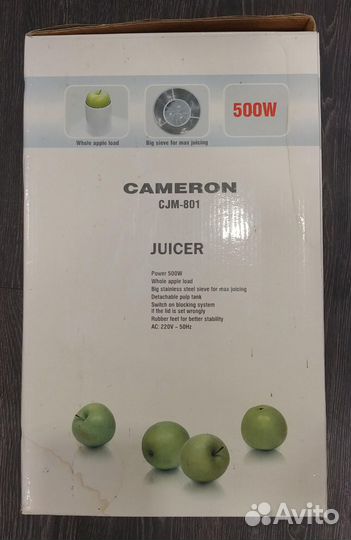 500W
Whole apple load
Big sieve for max juicing
CAMERON
CJM-801
JUICER
Power 500W
Whole apple load
Big stainless steel sieve for max juicing
Detachable pulp tank
Switch on blocking system
if the lid is set wrongly
Rubber feet for better stability
AC: 220V ~ 50Hz
Avito